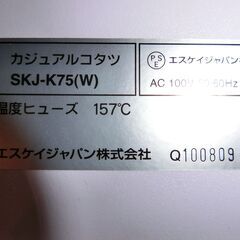 カジュアルコタツ
SKJ-K75(W)
PSE
エスケイジャパン株
AC 100V 50-60Hz
温度ヒューズ 157℃
エスケイジャパン株式会社
Q100809